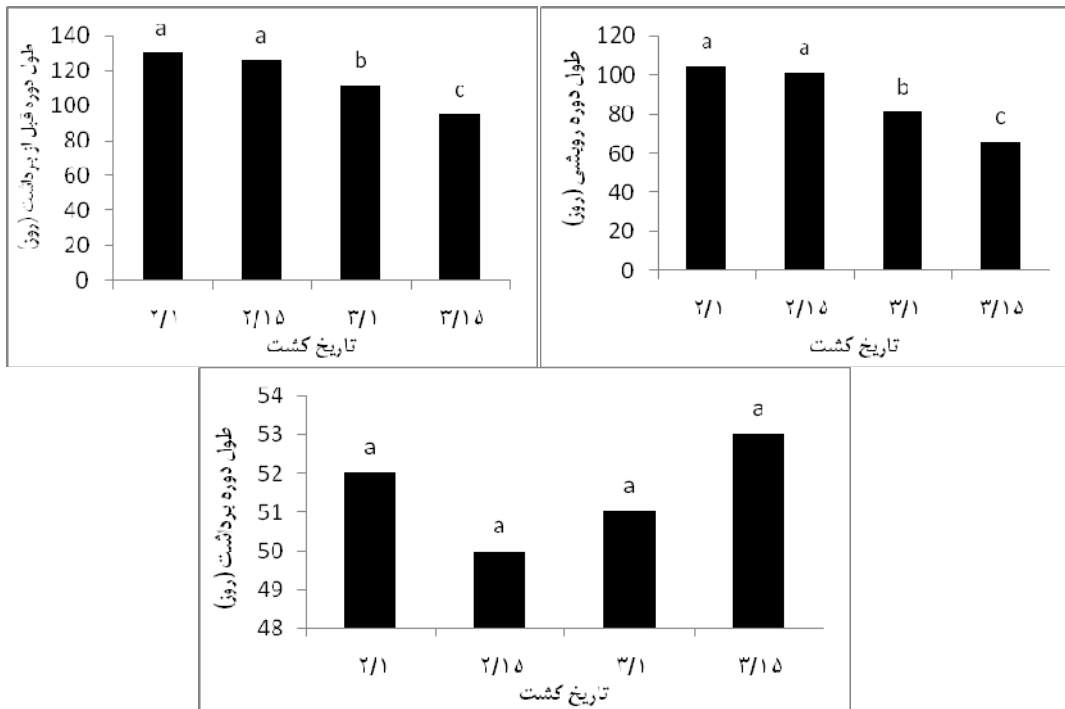 طول دوره قبل از برداشت (روز)
140
120
100
80
60
40
20
0
a a b c
۲/۱ ۲/۱۵ ۳/۱ ۳/۱۵
تاریخ کشت
طول دوره رویشی (روز)
120
100
80
60
40
20
0
a a b c
۲/۱ ۲/۱۵ ۳/۱ ۳/۱۵
تاریخ کشت
طول دوره برداشت (روز)
54
53
52
51
50
49
48
a a a a
۲/۱ ۲/۱۵ ۳/۱ ۳/۱۵
تاریخ کشت